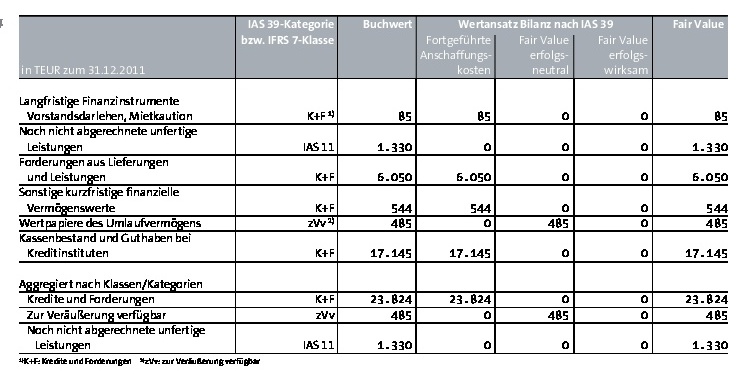 IAS 39-Kategorie Buchwert Wertansatz Bilanz nach IAS 39 Fair Value
bzw. IFRS 7-Klasse Fortgeführte Fair Value Fair Value
Anschaffungs- erfolgs- erfolgs-
in TEUR zum 31.12.2011 kosten neutral wirksam
Langfristige Finanzinstrumente
Vorstandsdarlehen, Mietkaution K+F 1) 85 85 0 0 85
Noch nicht abgerechnete unfertige
Leistungen IAS 11 1.330 0 0 0 1.330
Forderungen aus Lieferungen
und Leistungen K+F 6.050 6.050 0 0 6.050
Sonstige kurzfristige finanzielle
Vermögenswerte K+F 544 544 0 0 544
Wertpapiere des Umlaufvermögens zVv 2) 485 0 485 0 485
Kassenbestand und Guthaben bei
Kreditinstituten K+F 17.145 17.145 0 0 17.145
Aggregiert nach Klassen/Kategorien
Kredite und Forderungen K+F 23.824 23.824 0 0 23.824
Zur Veräußerung verfügbar zVv 485 0 485 0 485
Noch nicht abgerechnete unfertige
Leistungen IAS 11 1.330 0 0 0 1.330
1) K+F: Kredite und Forderungen 2) zVv: zur Veräußerung verfügbar